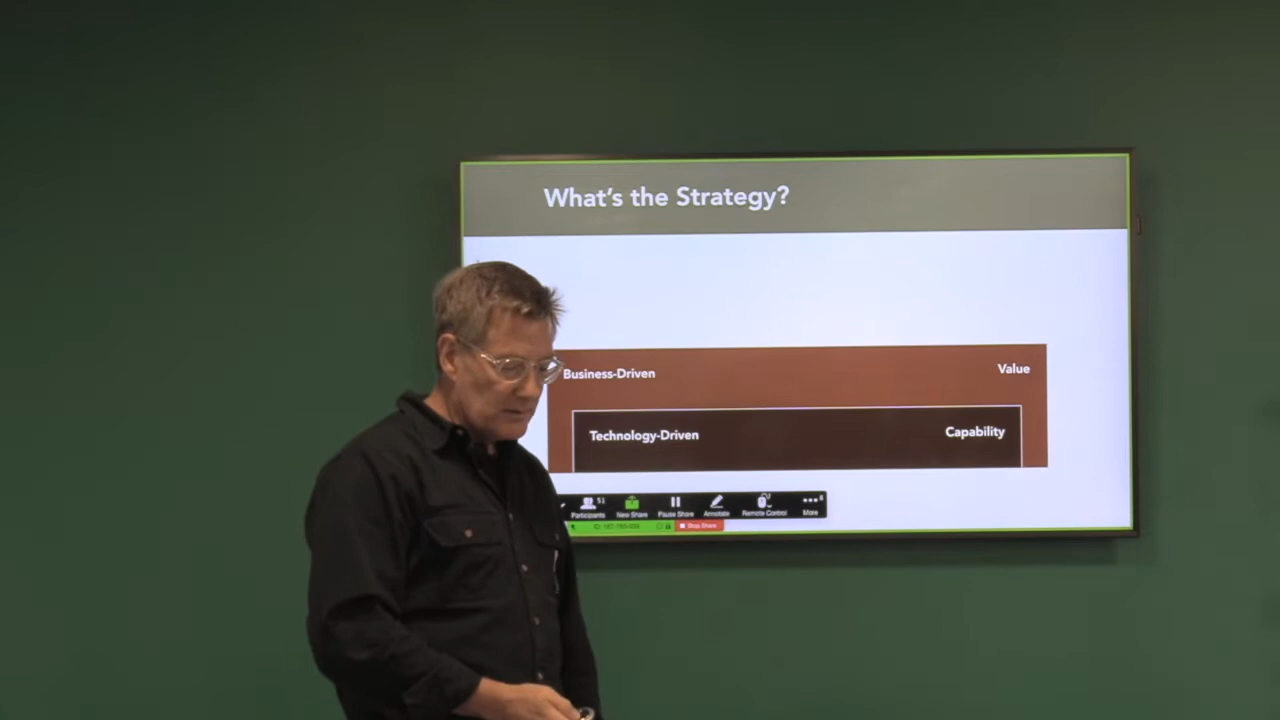 What's the Strategy?
Business-Driven Value
Technology-Driven Capability
51
Participants New Share Pause Share Annotate Remote Control More
Stop Share